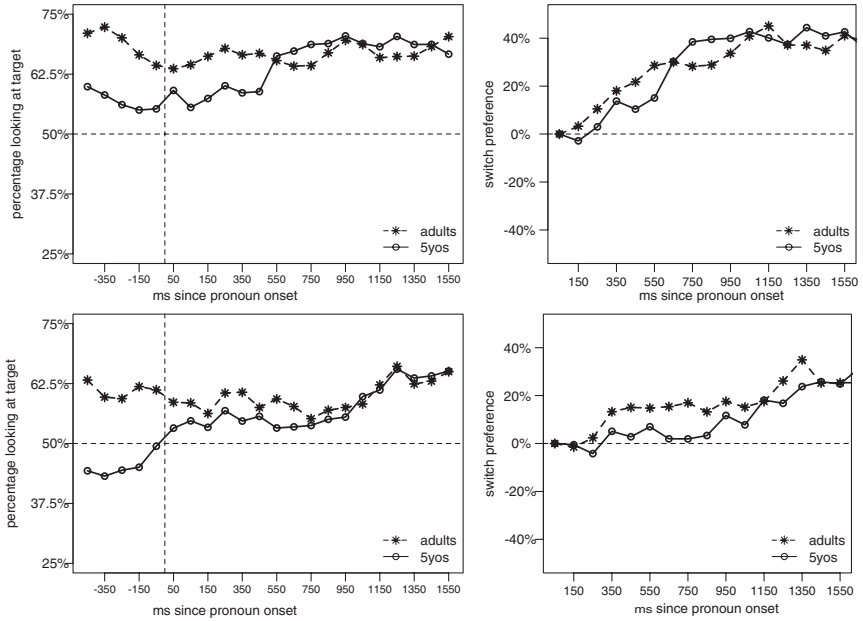 percentage looking at target
75%
62.5%
50%
37.5%
25%
adults
5yos
-350 -150 50 150 350 550 750 950 1150 1350 1550
ms since pronoun onset
switch preference
40%
20%
0%
-20%
-40%
adults
5yos
150 350 550 750 950 1150 1350 1550
ms since pronoun onset
percentage looking at target
75%
62.5%
50%
37.5%
25%
adults
5yos
-350 -150 50 150 350 550 750 950 1150 1350 1550
ms since pronoun onset
switch preference
40%
20%
0%
-20%
-40%
adults
5yos
150 350 550 750 950 1150 1350 1550
ms since pronoun onset